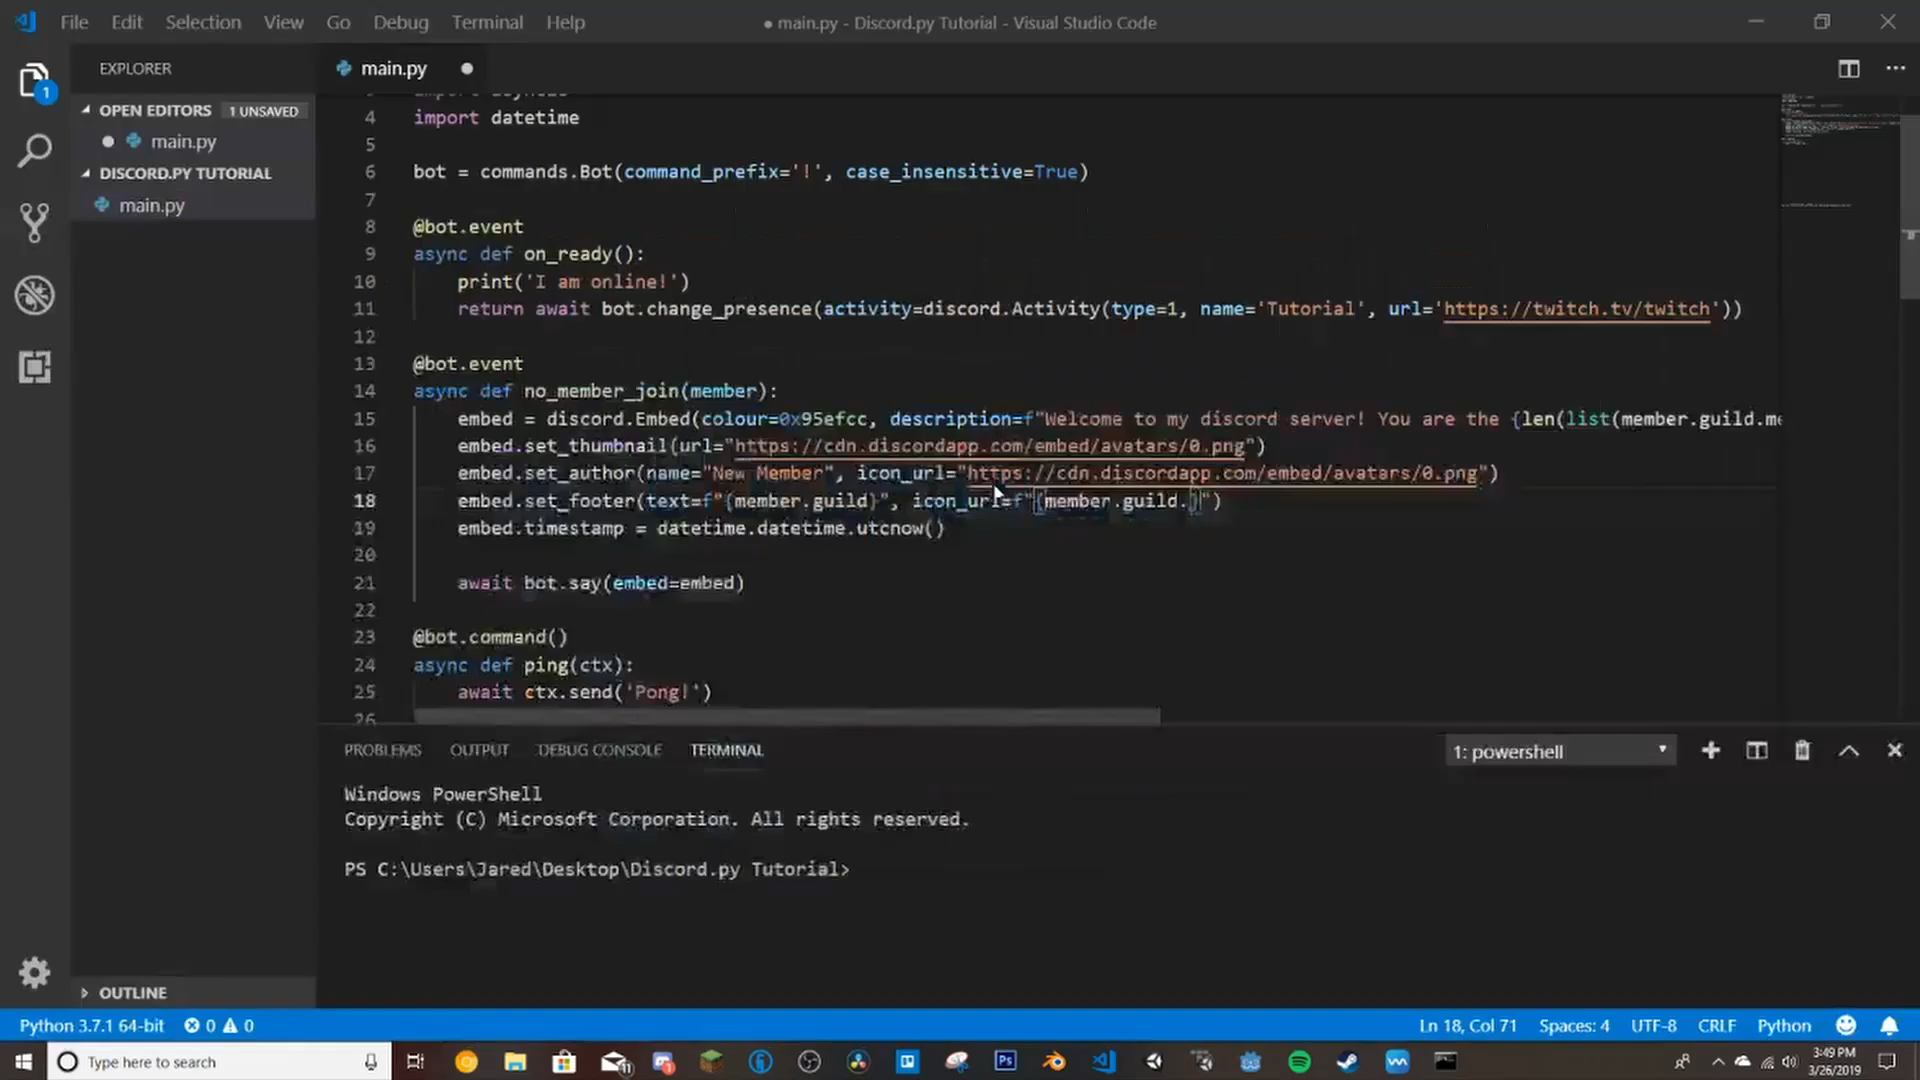 File Edit Selection View Go Debug Terminal Help
● main.py - Discord.py Tutorial - Visual Studio Code
EXPLORER
OPEN EDITORS 1 UNSAVED
main.py
DISCORD.PY TUTORIAL
main.py
OUTLINE
1
main.py
4 import datetime
5
6 bot = commands.Bot(command_prefix='!', case_insensitive=True)
7
8 @bot.event
9 async def on_ready():
10 print('I am online!')
11 return await bot.change_presence(activity=discord.Activity(type=1, name='Tutorial', url='https://twitch.tv/twitch'))
12
13 @bot.event
14 async def no_member_join(member):
15 embed = discord.Embed(colour=0x95efcc, description=f"Welcome to my discord server! You are the {len(list(member.guild.me
16 embed.set_thumbnail(url="https://cdn.discordapp.com/embed/avatars/0.png")
17 embed.set_author(name="New Member", icon_url="https://cdn.discordapp.com/embed/avatars/0.png")
18 embed.set_footer(text=f"{member.guild}", icon_url=f"{member.guild.}")
19 embed.timestamp = datetime.datetime.utcnow()
20
21 await bot.say(embed=embed)
22
23 @bot.command()
24 async def ping(ctx):
25 await ctx.send('Pong!')
26
PROBLEMS OUTPUT DEBUG CONSOLE TERMINAL
1: powershell
Windows PowerShell
Copyright (C) Microsoft Corporation. All rights reserved.
PS C:\Users\Jared\Desktop\Discord.py Tutorial>
Python 3.7.1 64-bit 0 0
Ln 18, Col 71 Spaces: 4 UTF-8 CRLF Python
Type here to search
3:49 PM
3/26/2019